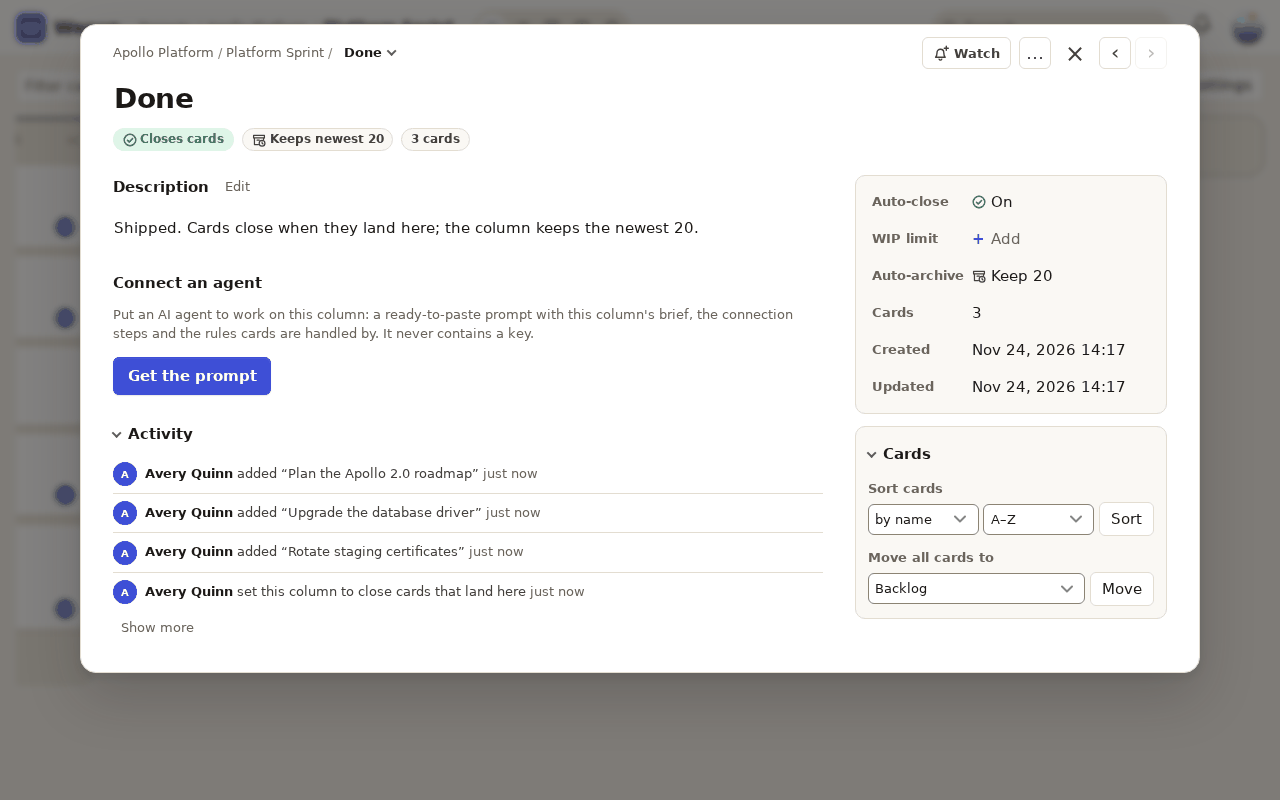 Apollo Platform / Platform Sprint / Done
Watch
...
Done
Closes cards
Keeps newest 20
3 cards
Description Edit
Shipped. Cards close when they land here; the column keeps the newest 20.
Connect an agent
Put an AI agent to work on this column: a ready-to-paste prompt with this column's brief, the connection
steps and the rules cards are handled by. It never contains a key.
Get the prompt
Activity
A Avery Quinn added “Plan the Apollo 2.0 roadmap” just now
A Avery Quinn added “Upgrade the database driver” just now
A Avery Quinn added “Rotate staging certificates” just now
A Avery Quinn set this column to close cards that land here just now
Show more
Auto-close On
WIP limit + Add
Auto-archive Keep 20
Cards 3
Created Nov 24, 2026 14:17
Updated Nov 24, 2026 14:17
Cards
Sort cards
by name A–Z Sort
Move all cards to
Backlog Move